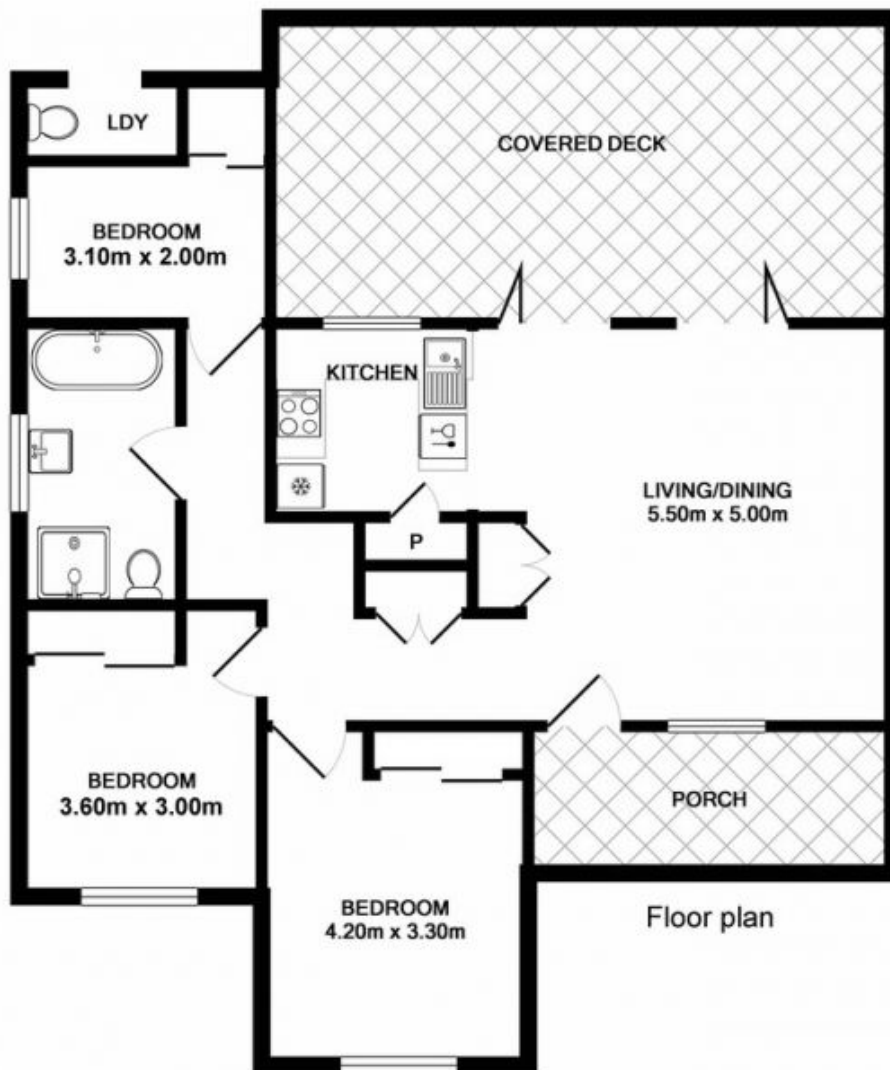 LDY
COVERED DECK
BEDROOM
3.10m x 2.00m
KITCHEN
LIVING/DINING
5.50m x 5.00m
P
BEDROOM
3.60m x 3.00m
PORCH
BEDROOM
4.20m x 3.30m
Floor plan